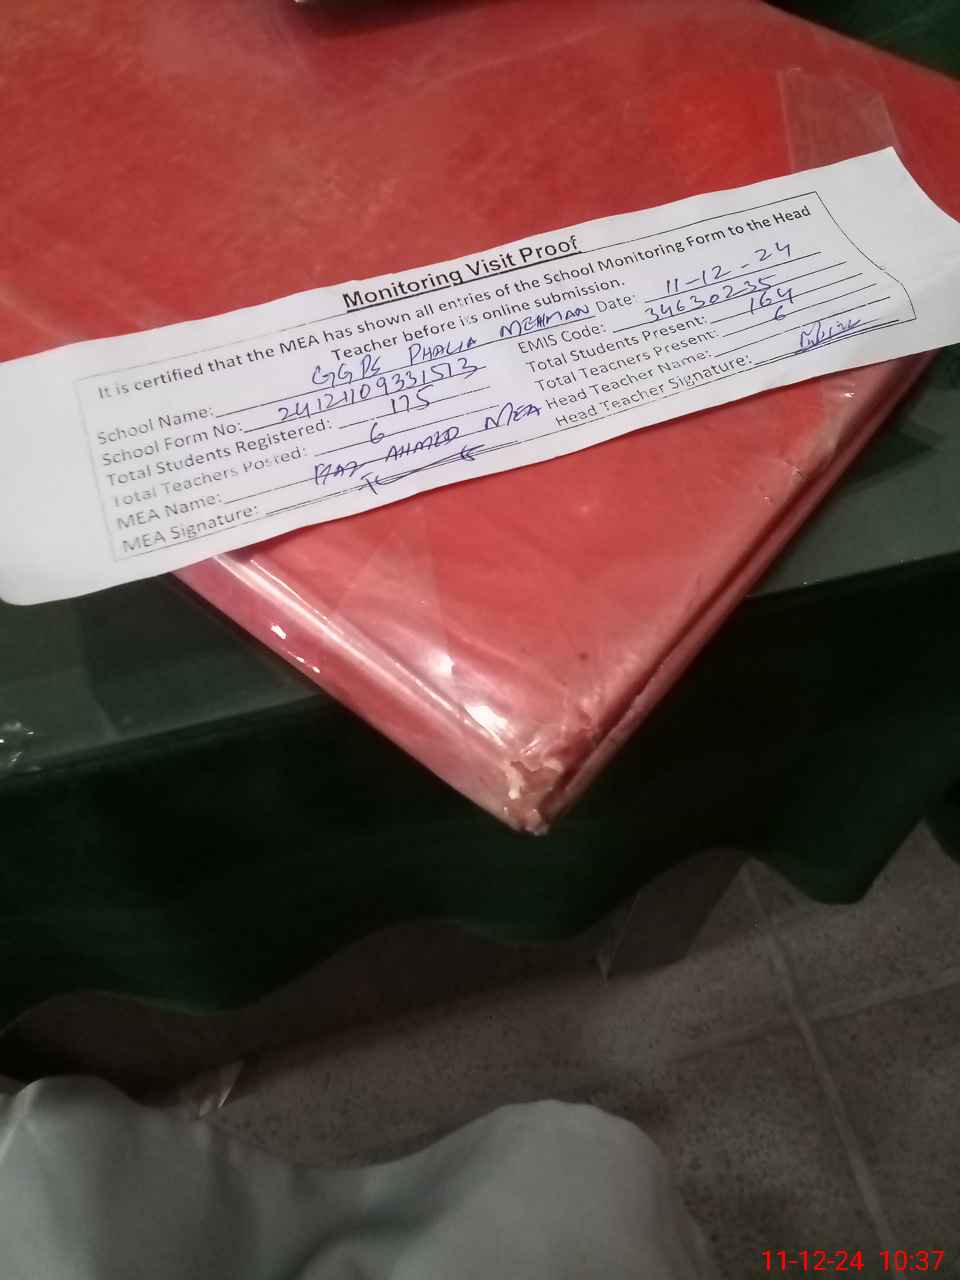 Monitoring Visit Proof
It is certified that the MEA has shown all entries of the School Monitoring Form to the Head
Teacher before its online submission.
School Name: GGPS PHALIA MEHMAN Date: 11-12-24
School Form No: 24121109331513 EMIS Code: 34630235
Total Students Registered: 175 Total Students Present: 164
Total Teachers Posted: 6 Total Teachers Present: 6
MEA Name: AHMED MEA Head Teacher Name:
MEA Signature: Head Teacher Signature:
11-12-24 10:37